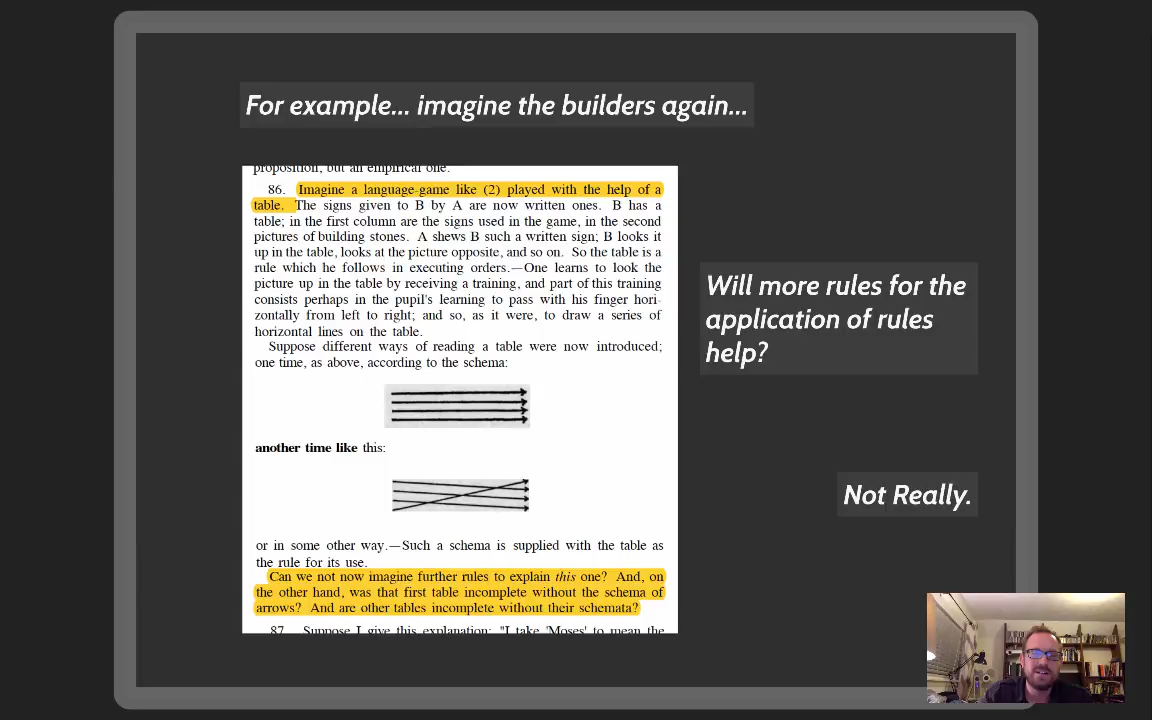 For example... imagine the builders again...
proposition, but an empirical one.
86. Imagine a language-game like (2) played with the help of a
table. The signs given to B by A are now written ones. B has a
table; in the first column are the signs used in the game, in the second
pictures of building stones. A shews B such a written sign; B looks it
up in the table, looks at the picture opposite, and so on. So the table is a
rule which he follows in executing orders.—One learns to look the
picture up in the table by receiving a training, and part of this training
consists perhaps in the pupil's learning to pass with his finger hori-
zontally from left to right; and so, as it were, to draw a series of
horizontal lines on the table.
Suppose different ways of reading a table were now introduced;
one time, as above, according to the schema:
another time like this:
or in some other way.—Such a schema is supplied with the table as
the rule for its use.
Can we not now imagine further rules to explain this one? And, on
the other hand, was that first table incomplete without the schema of
arrows? And are other tables incomplete without their schemata?
87. Suppose I give this explanation: "I take 'Moses' to mean the
Will more rules for the
application of rules
help?
Not Really.